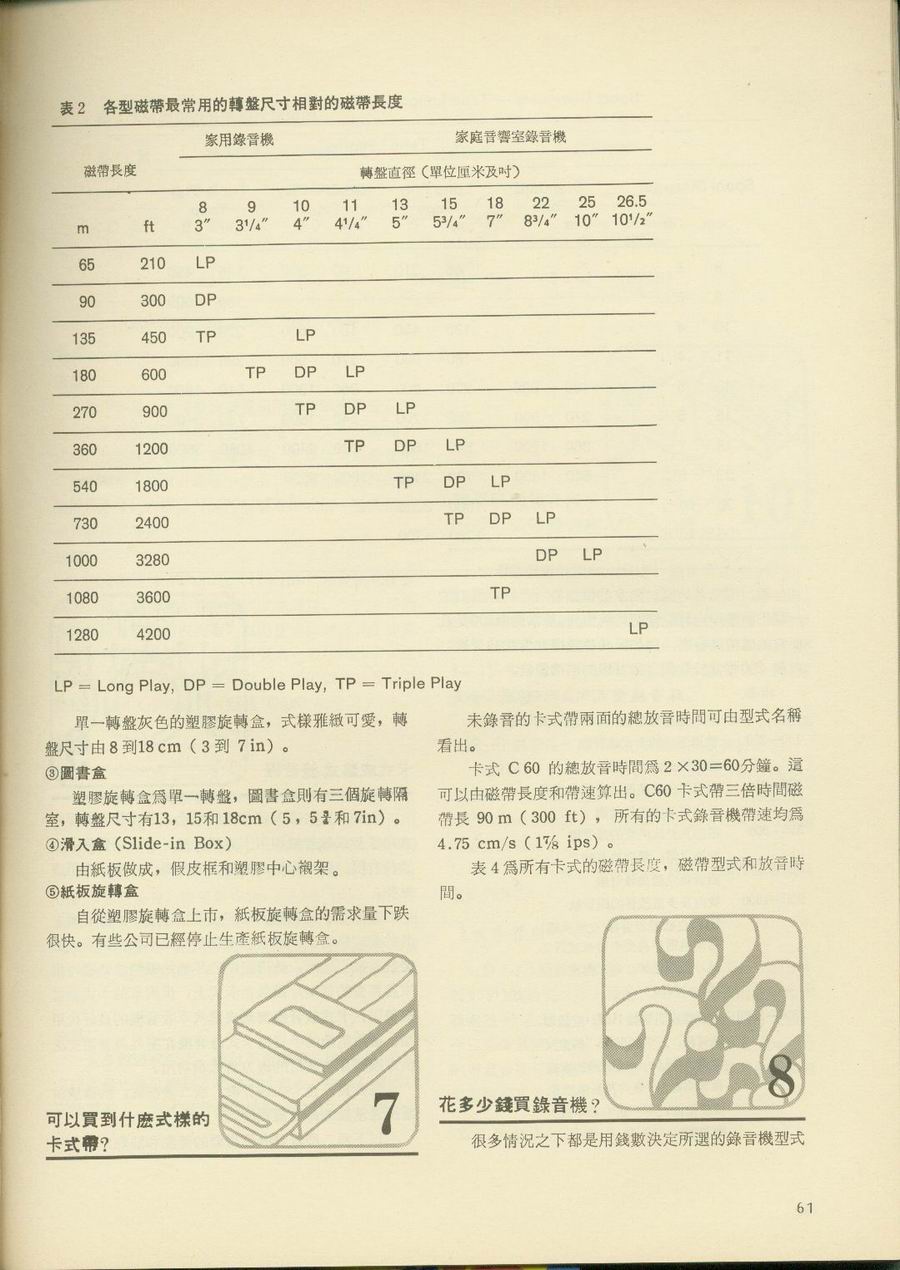 表2 各型磁帶最常用的轉盤尺寸相對的磁帶長度
家用錄音機 家庭音響室錄音機
磁帶長度 轉盤直徑（單位厘米及吋）
8 9 10 11 13 15 18 22 25 26.5
m ft 3″ 3¹/₄″ 4″ 4¹/₄″ 5″ 5³/₄″ 7″ 8³/₄″ 10″ 10¹/₂″
65 210 LP
90 300 DP
135 450 TP LP
180 600 TP DP LP
270 900 TP DP LP
360 1200 TP DP LP
540 1800 TP DP LP
730 2400 TP DP LP
1000 3280 DP LP
1080 3600 TP
1280 4200 LP
LP = Long Play, DP = Double Play, TP = Triple Play
單一轉盤灰色的塑膠旋轉盒，式樣雅緻可愛，轉
盤尺寸由8到18cm（3到 7in）。
③圖書盒
塑膠旋轉盒爲單一轉盤，圖書盒則有三個旋轉隔
室，轉盤尺寸有13，15和18cm（5，5¾和7in）。
④滑入盒（Slide-in Box）
由紙板做成，假皮框和塑膠中心襯架。
⑤紙板旋轉盒
自從塑膠旋轉盒上市，紙板旋轉盒的需求量下跌
很快。有些公司已經停止生產紙板旋轉盒。
7
可以買到什麽式樣的
卡式帶？
未錄音的卡式帶兩面的總放音時間可由型式名稱
看出。
卡式 C 60 的總放音時間爲 2×30=60分鐘。這
可以由磁帶長度和帶速算出。C60 卡式帶三倍時間磁
帶長 90 m（300 ft），所有的卡式錄音機帶速均爲
4.75 cm/s（1⅞ ips）。
表 4 爲所有卡式的磁帶長度，磁帶型式和放音時
間。
8
花多少錢買錄音機？
很多情況之下都是用錢數決定所選的錄音機型式
61